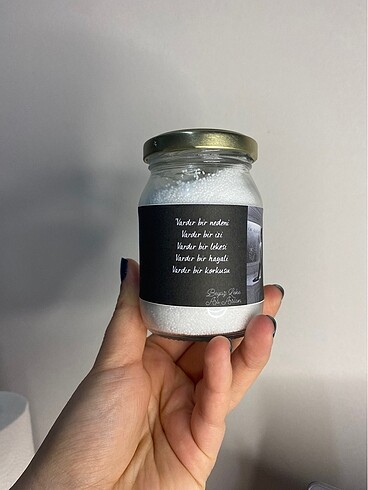 Vardır bir nedeni
Vardır bir izi
Vardır bir lekesi
Vardır bir hayali
Vardır bir korkusu